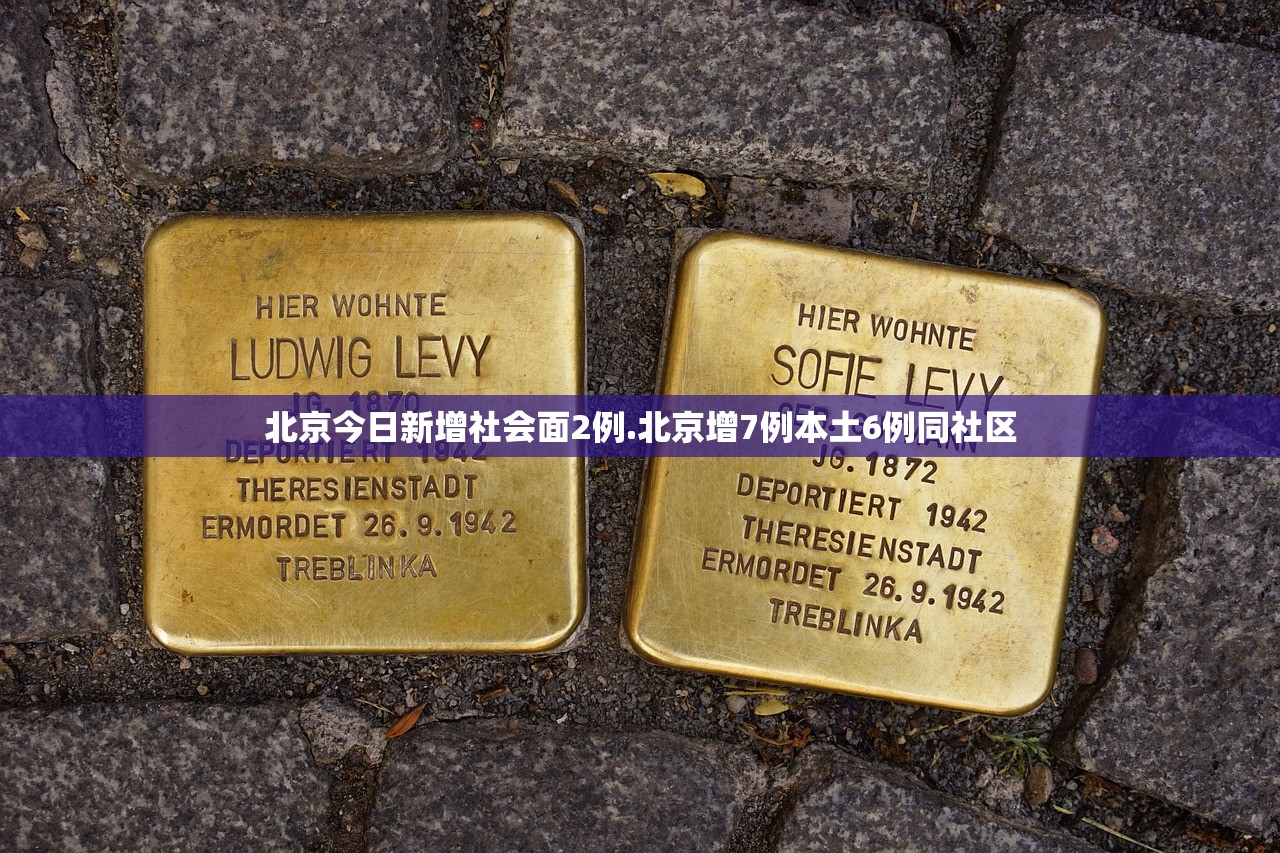 HIER WOHNTE
LUDWIG LEVY
JG. 1870
DEPORTIERT 1942
THERESIENSTADT
ERMORDET 26.9.1942
TREBLINKA
HIER WOHNTE
SOFIE LEVY
JG. 1872
DEPORTIERT 1942
THERESIENSTADT
ERMORDET 26.9.1942
TREBLINKA
北京今日新增社会面2例.北京增7例本土6例同社区